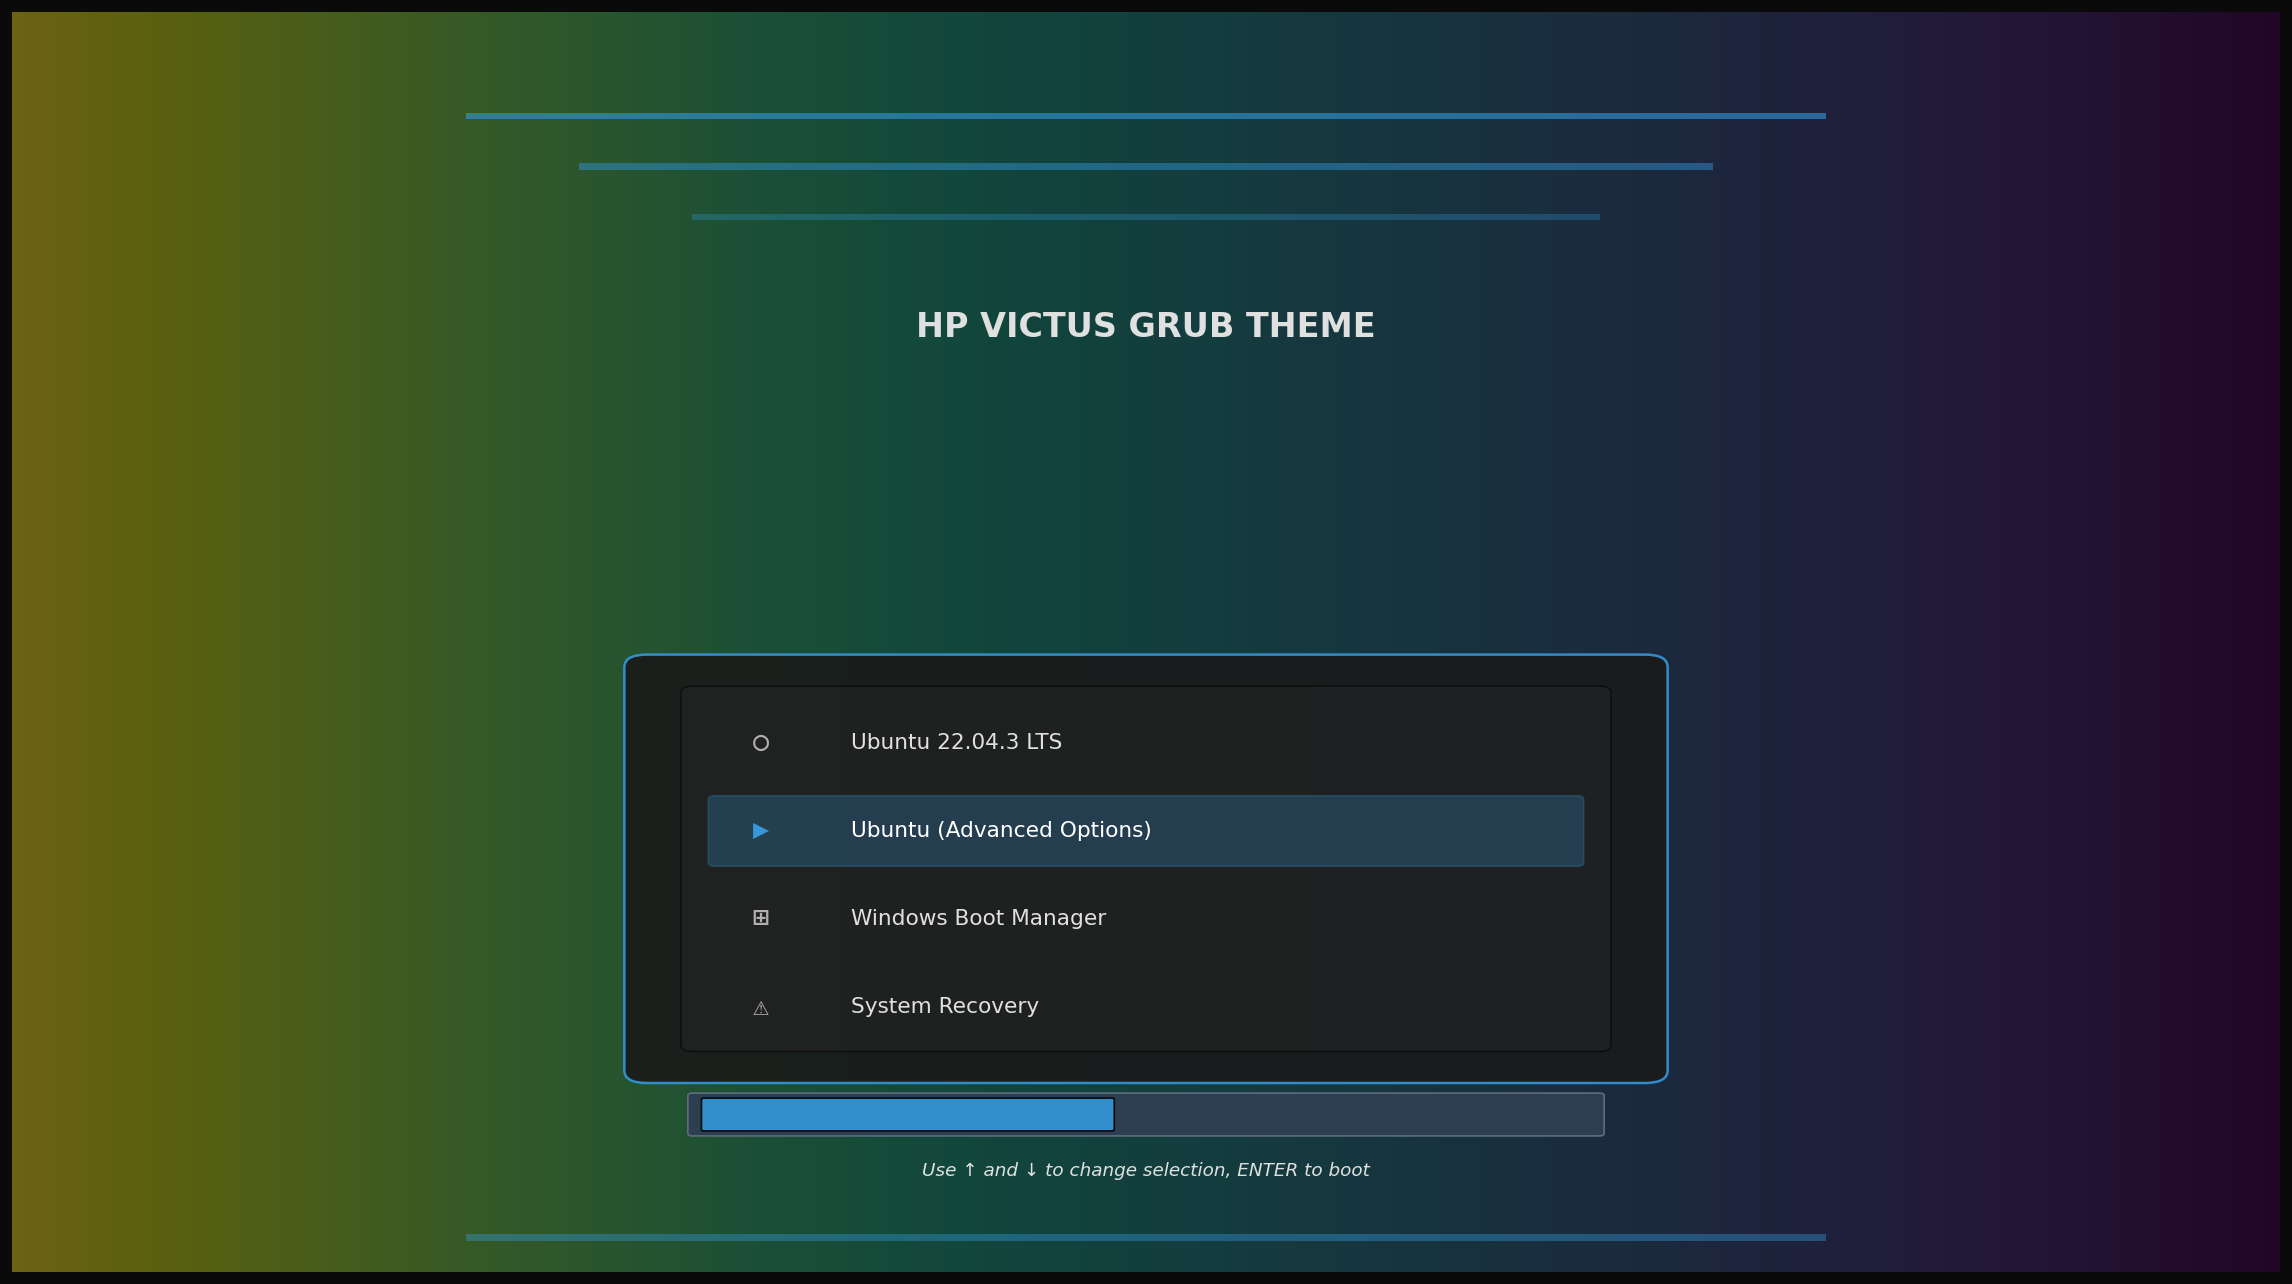 HP VICTUS GRUB THEME
Ubuntu 22.04.3 LTS
Ubuntu (Advanced Options)
Windows Boot Manager
System Recovery
Use ↑ and ↓ to change selection, ENTER to boot